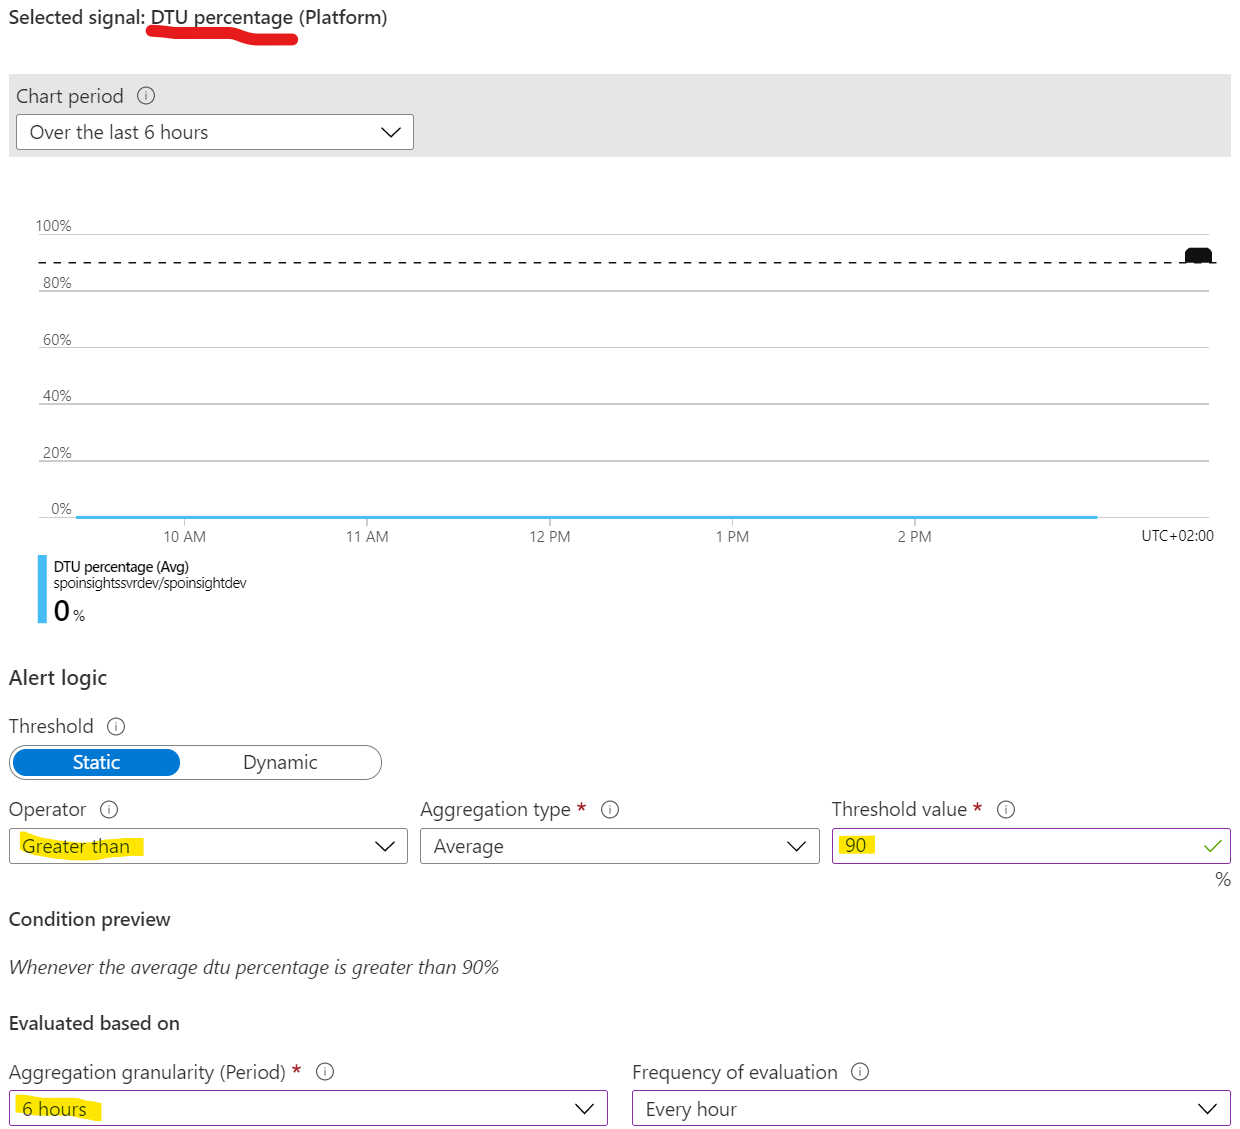 Selected signal: DTU percentage (Platform)
Chart period
Over the last 6 hours
100%
80%
60%
40%
20%
0%
10 AM 11 AM 12 PM 1 PM 2 PM UTC+02:00
DTU percentage (Avg)
spoinsightssvrdev/spoinsightdev
0 %
Alert logic
Threshold
Static Dynamic
Operator Aggregation type * Threshold value *
Greater than Average 90
%
Condition preview
Whenever the average dtu percentage is greater than 90%
Evaluated based on
Aggregation granularity (Period) * Frequency of evaluation
6 hours Every hour